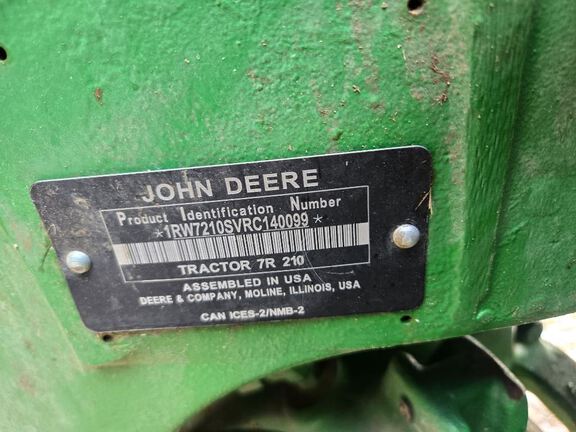 JOHN DEERE
Product Identification Number
*1RW7210SVRC140099*
TRACTOR 7R 210
ASSEMBLED IN USA
DEERE & COMPANY, MOLINE, ILLINOIS, USA
CAN ICES-2/NMB-2